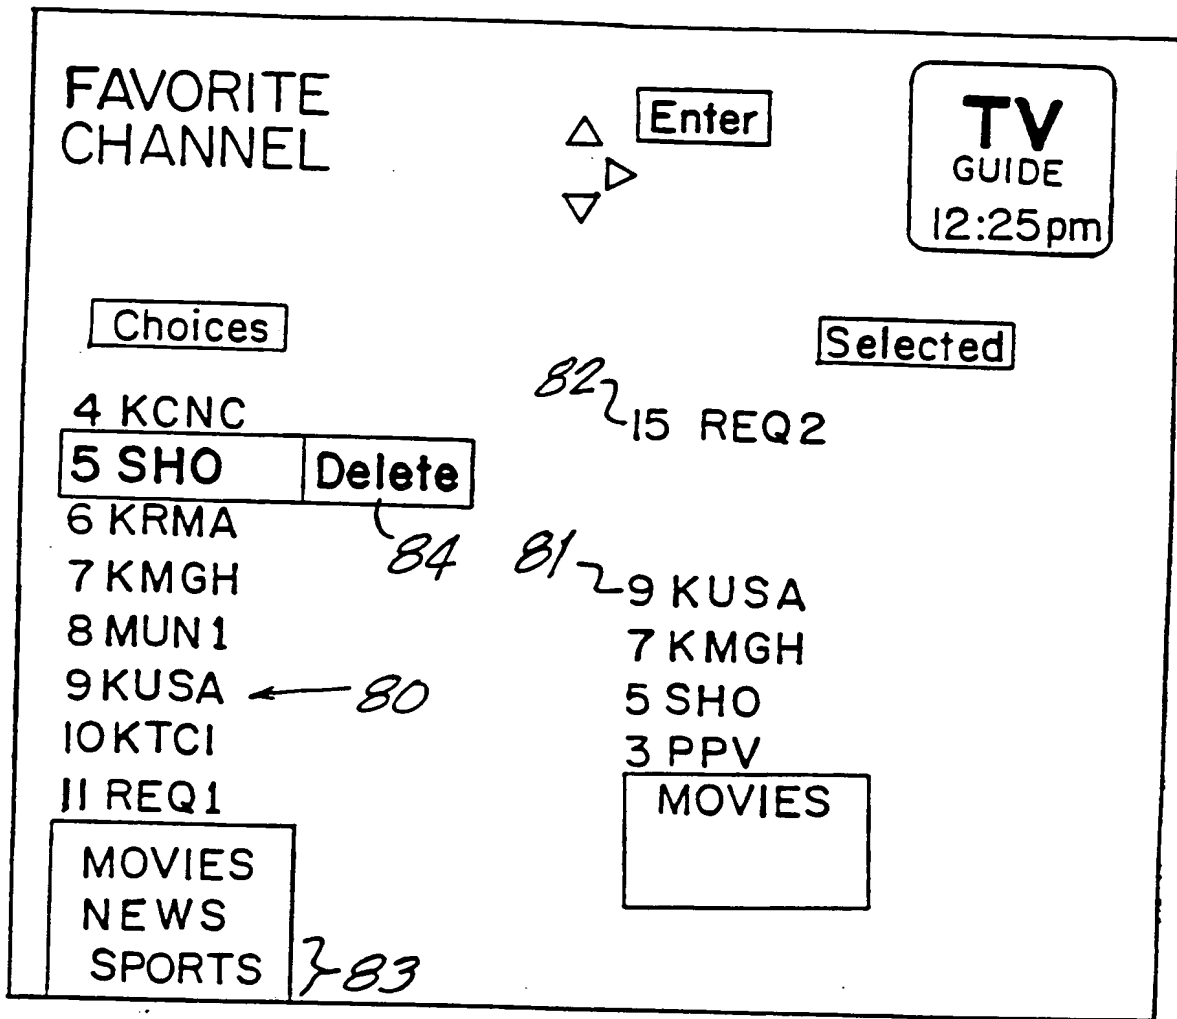 FAVORITE
CHANNEL
Enter
TV
GUIDE
12:25pm
Choices
Selected
4 KCNC
5 SHO Delete
6 KRMA
7 KMGH
8 MUN1
9 KUSA
10 KTCI
11 REQ1
MOVIES
NEWS
SPORTS
82
15 REQ2
84
81
9 KUSA
7 KMGH
5 SHO
3 PPV
MOVIES
80
83